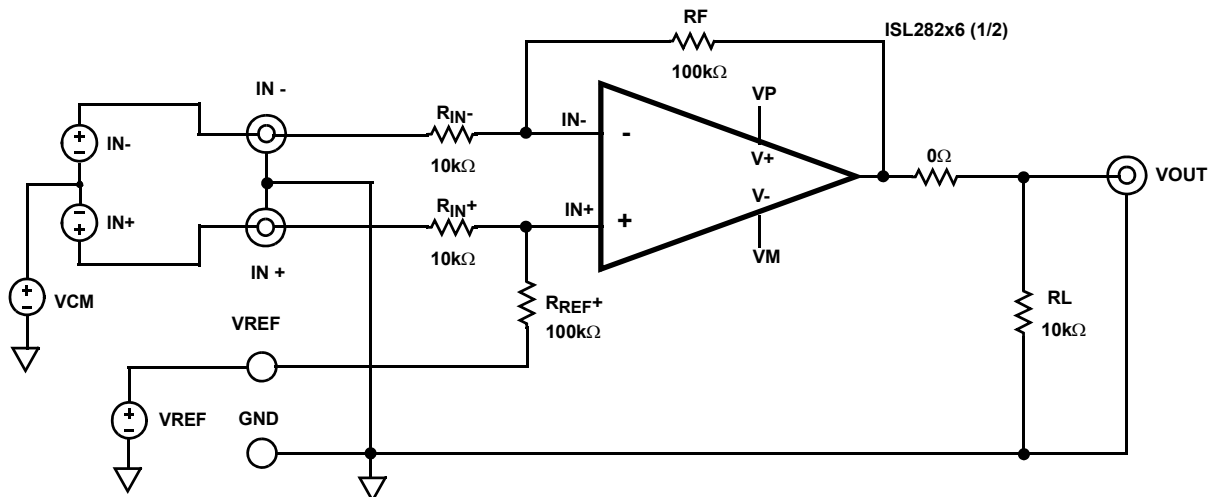 RF
ISL282x6 (1/2)
100kΩ
IN -
VP
IN-
RIN-
IN-
-
V+
10kΩ
0Ω
VOUT
IN+
RIN+
IN+
+
V-
10kΩ
VM
IN +
VCM
RREF+
RL
VREF
100kΩ
10kΩ
VREF
GND